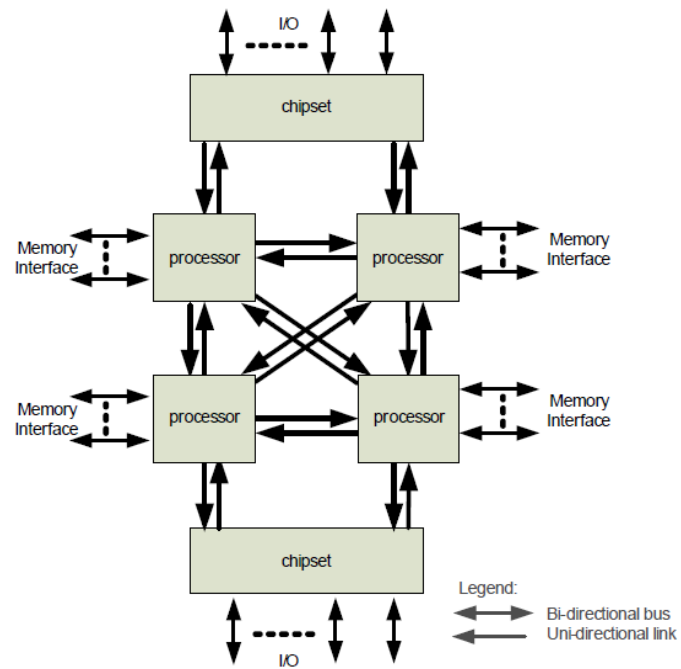 I/O
chipset
Memory
Interface
processor
processor
Memory
Interface
Memory
Interface
processor
processor
Memory
Interface
chipset
Legend:
Bi-directional bus
Uni-directional link
I/O